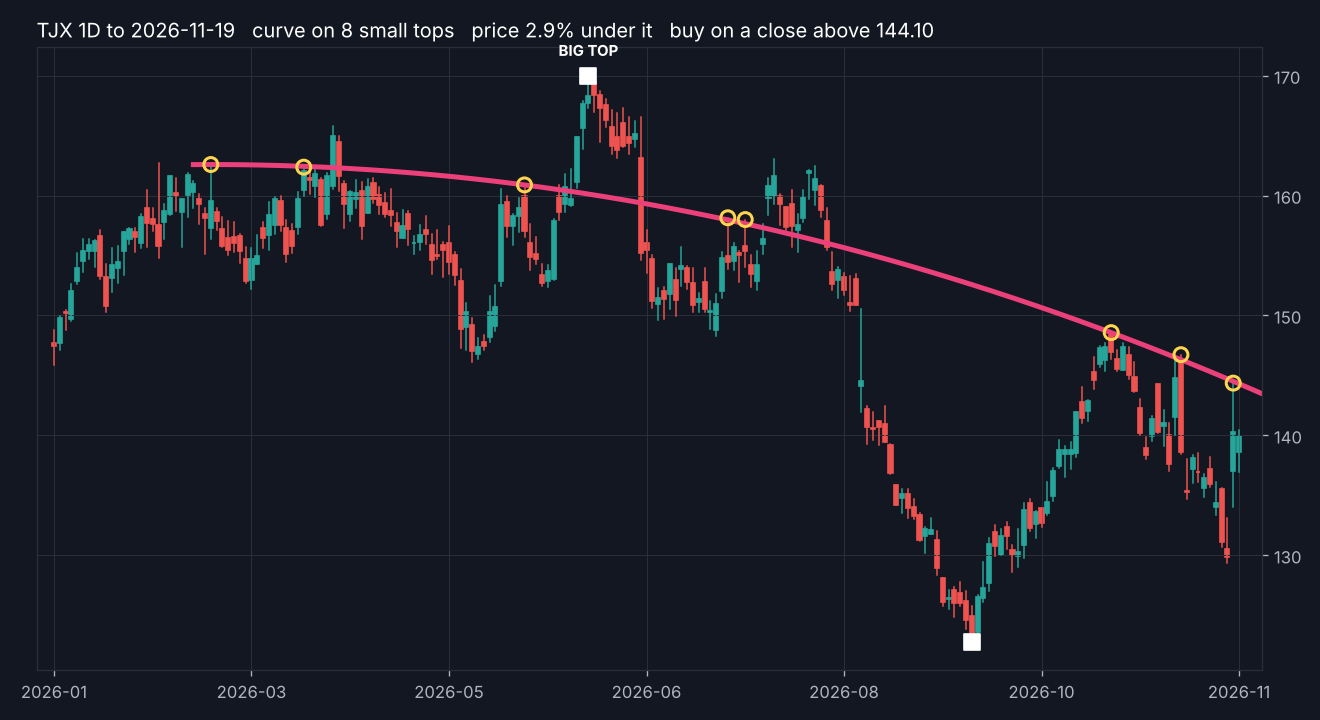 TJX 1D to 2026-11-19   curve on 8 small tops   price 2.9% under it   buy on a close above 144.10
BIG TOP
170
160
150
140
130
2026-01 2026-03 2026-05 2026-06 2026-08 2026-10 2026-11